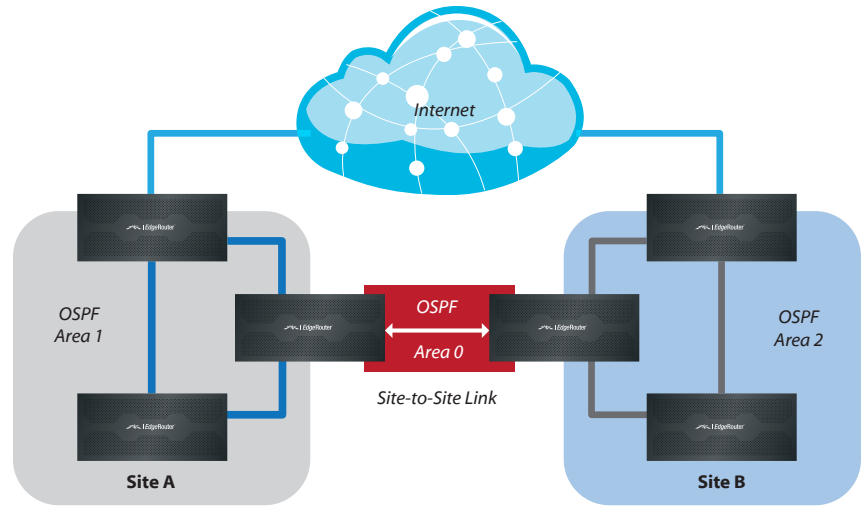 Internet
EdgeRouter
EdgeRouter
OSPF
Area 1
EdgeRouter
OSPF
Area 0
EdgeRouter
OSPF
Area 2
Site-to-Site Link
EdgeRouter
EdgeRouter
Site A
Site B